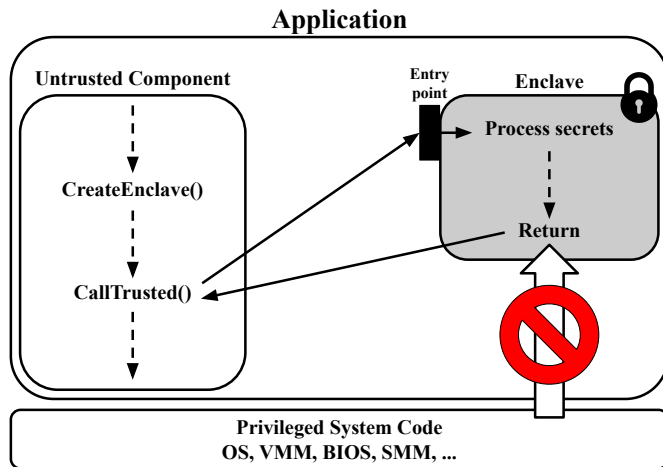 Application
Untrusted Component
Entry
point
Enclave
Process secrets
CreateEnclave()
Return
CallTrusted()
Privileged System Code
OS, VMM, BIOS, SMM, ...